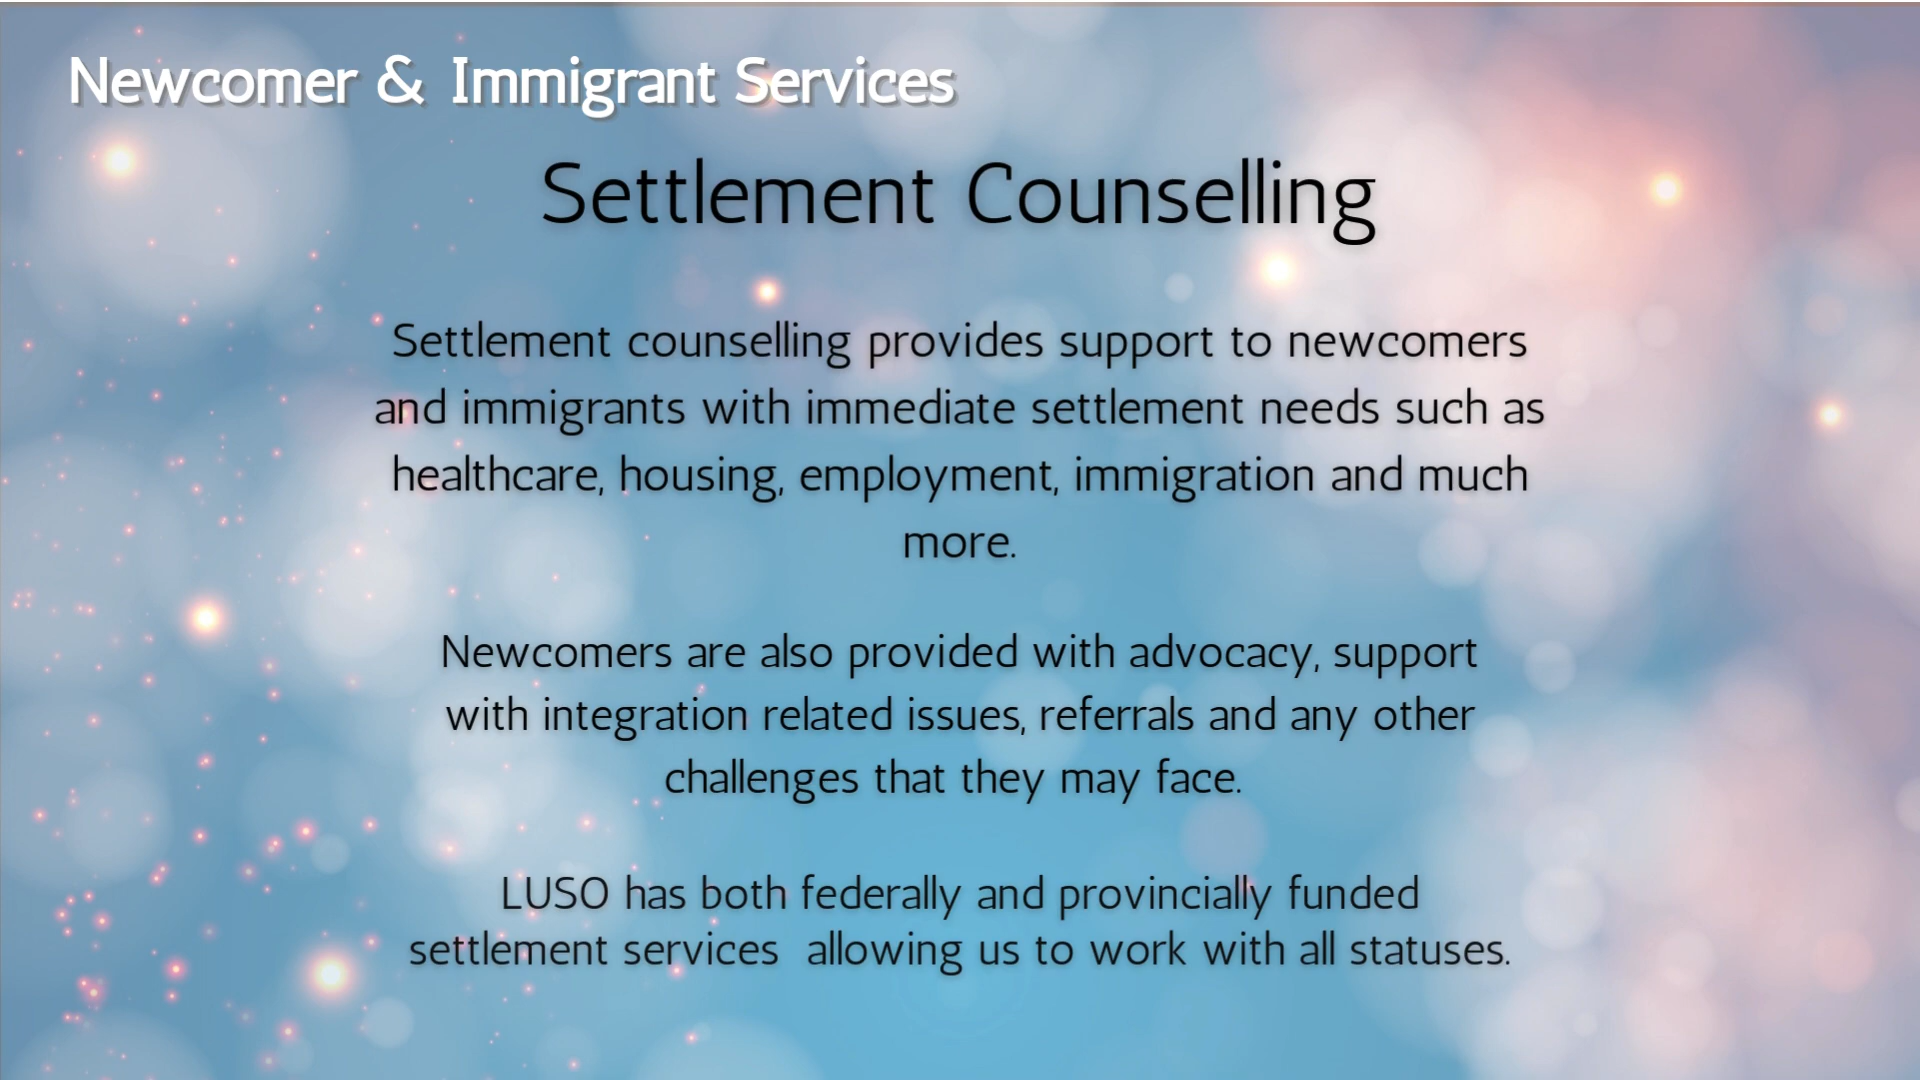 Newcomer & Immigrant Services
Settlement Counselling
Settlement counselling provides support to newcomers
and immigrants with immediate settlement needs such as
healthcare, housing, employment, immigration and much
more.
Newcomers are also provided with advocacy, support
with integration related issues, referrals and any other
challenges that they may face.
LUSO has both federally and provincially funded
settlement services  allowing us to work with all statuses.